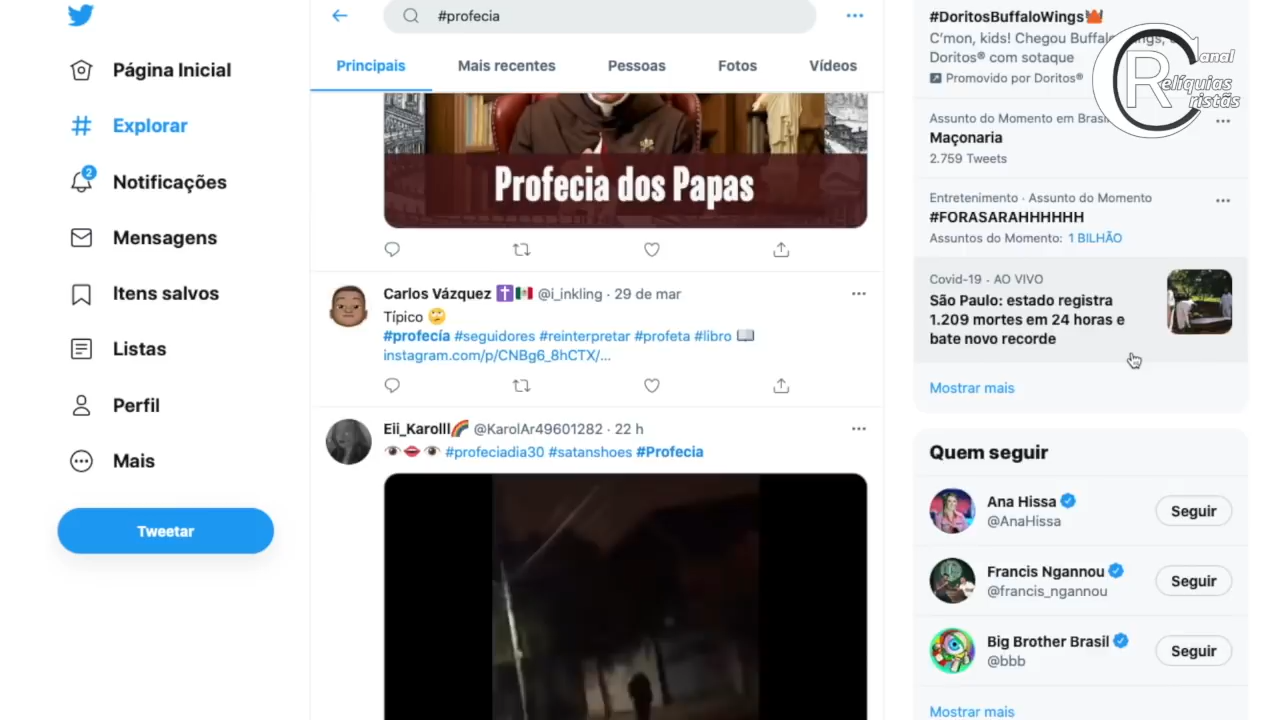 #profecia
Página Inicial
Explorar
2
Notificações
Mensagens
Itens salvos
Listas
Perfil
Mais
Tweetar
Principais
Mais recentes
Pessoas
Fotos
Vídeos
Profecia dos Papas
Carlos Vázquez @i_inkling · 29 de mar
Típico
#profecía #seguidores #reinterpretar #profeta #libro
instagram.com/p/CNBg6_8hCTX/...
Eii_Karolll @KarolAr49601282 · 22 h
#profeciadia30 #satanshoes #Profecia
#DoritosBuffaloWings
C'mon, kids! Chegou Buffalo Wings,
Doritos® com sotaque
Promovido por Doritos®
Canal
Relíquias
Cristãs
Assunto do Momento em Brasil
Maçonaria
2.759 Tweets
Entretenimento · Assunto do Momento
#FORASARAHHHHHH
Assuntos do Momento: 1 BILHÃO
Covid-19 · AO VIVO
São Paulo: estado registra
1.209 mortes em 24 horas e
bate novo recorde
Mostrar mais
Quem seguir
Ana Hissa
@AnaHissa
Seguir
Francis Ngannou
@francis_ngannou
Seguir
Big Brother Brasil
@bbb
Seguir
Mostrar mais